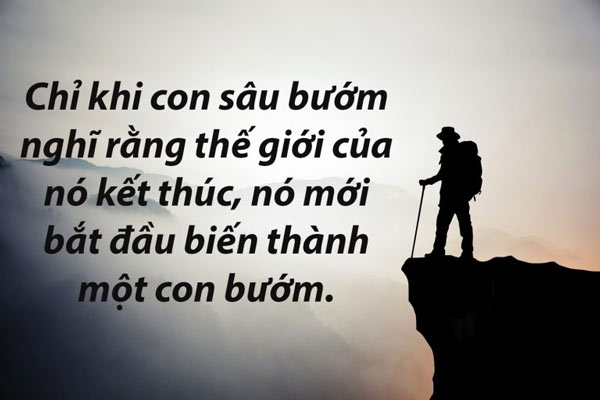 Chỉ khi con sâu bướm
nghĩ rằng thế giới của
nó kết thúc, nó mới
bắt đầu biến thành
một con bướm.